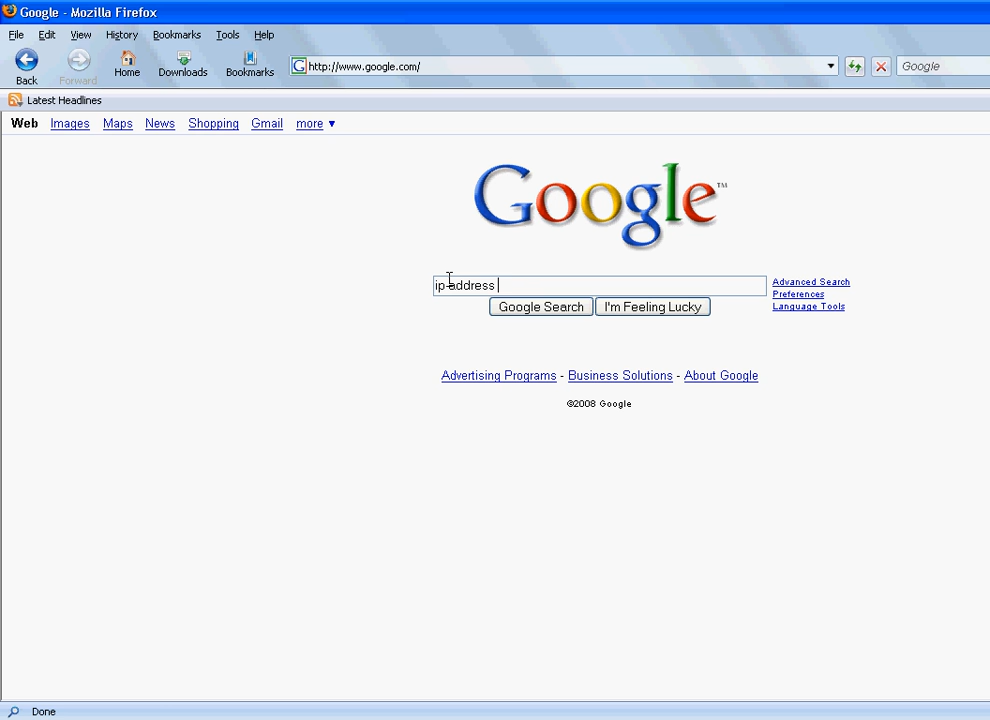 Google - Mozilla Firefox
File Edit View History Bookmarks Tools Help
Back Forward Home Downloads Bookmarks G http://www.google.com/ Google
Latest Headlines
Web Images Maps News Shopping Gmail more ▼
Google™
ip address
Advanced Search
Preferences
Language Tools
Google Search I'm Feeling Lucky
Advertising Programs - Business Solutions - About Google
©2008 Google
Done